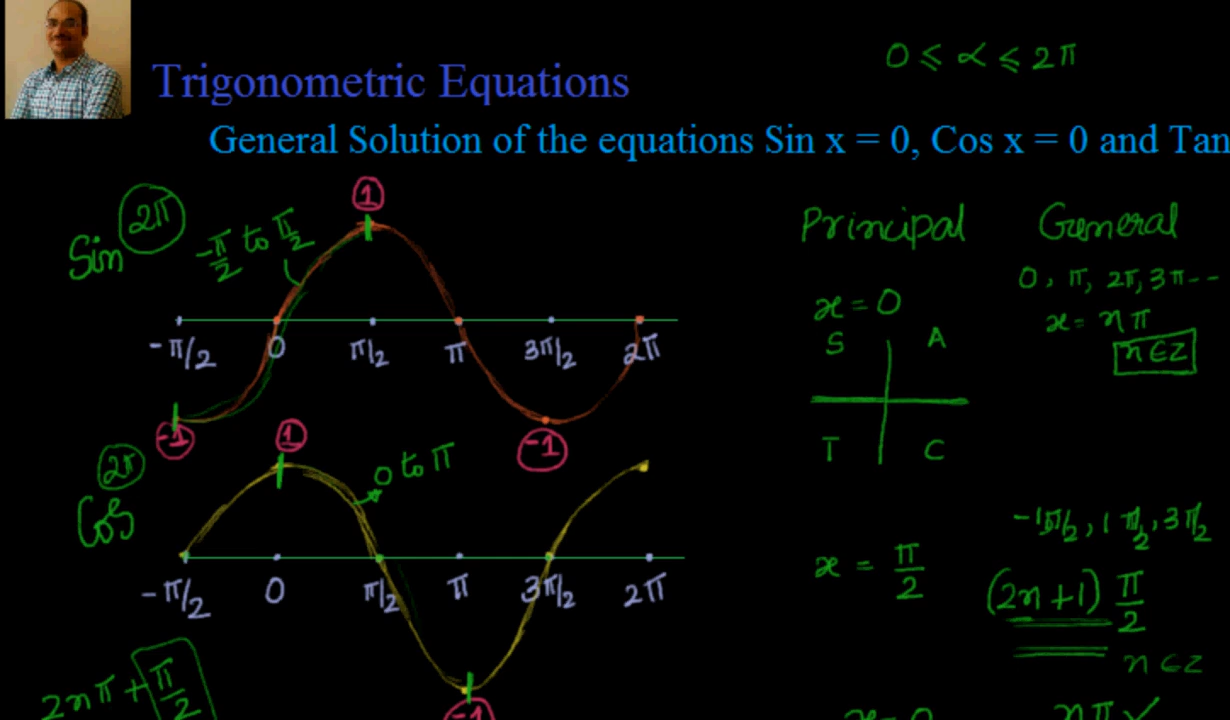 0 ≤ α ≤ 2π
Trigonometric Equations
General Solution of the equations Sin x = 0, Cos x = 0 and Tan
1
2π
Sin
-π/2 to π/2
Principal
General
0, π, 2π, 3π--
x = 0
x = nπ
n∈Z
-π/2 0 π/2 π 3π/2 2π
S A
T C
-1
-1
1
2π
Cos
0 to π
-1π/2, 1π/2, 3π/2
x = π/2
(2n+1) π/2
n∈Z
-π/2 0 π/2 π 3π/2 2π
2nπ + π/2
-1
x = 0
nπ ✓